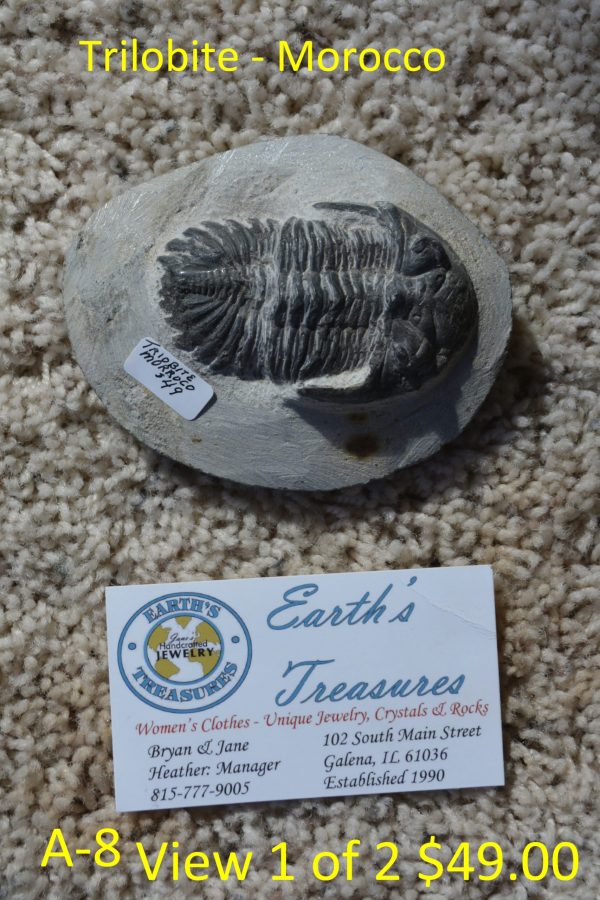 Trilobite - Morocco
TRIOBITE
MORROCO
$49
EARTH'S
Jane's
Handcrafted
JEWELRY
TREASURES
Earth's
Treasures
Women's Clothes - Unique Jewelry, Crystals & Rocks
Bryan & Jane
Heather: Manager
815-777-9005
102 South Main Street
Galena, IL 61036
Established 1990
A-8 View 1 of 2 $49.00